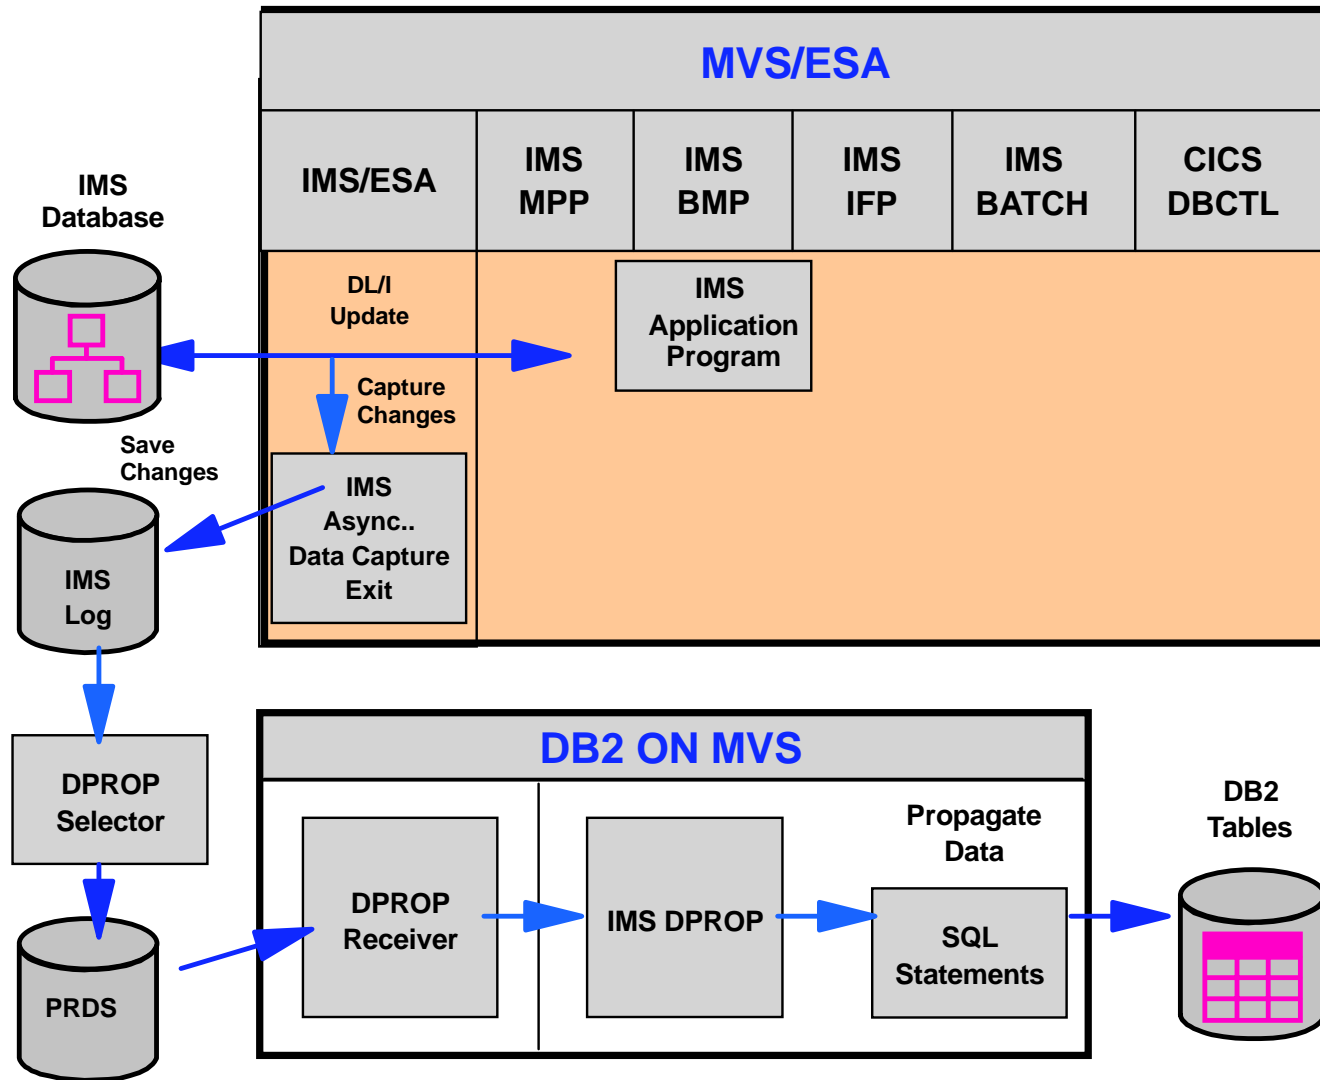 MVS/ESA
IMS/ESA
IMS
MPP
IMS
BMP
IMS
IFP
IMS
BATCH
CICS
DBCTL
IMS
Database
DL/I
Update
IMS
Application
Program
Capture
Changes
Save
Changes
IMS
Async..
Data Capture
Exit
IMS
Log
DPROP
Selector
PRDS
DB2 ON MVS
DPROP
Receiver
IMS DPROP
Propagate
Data
SQL
Statements
DB2
Tables